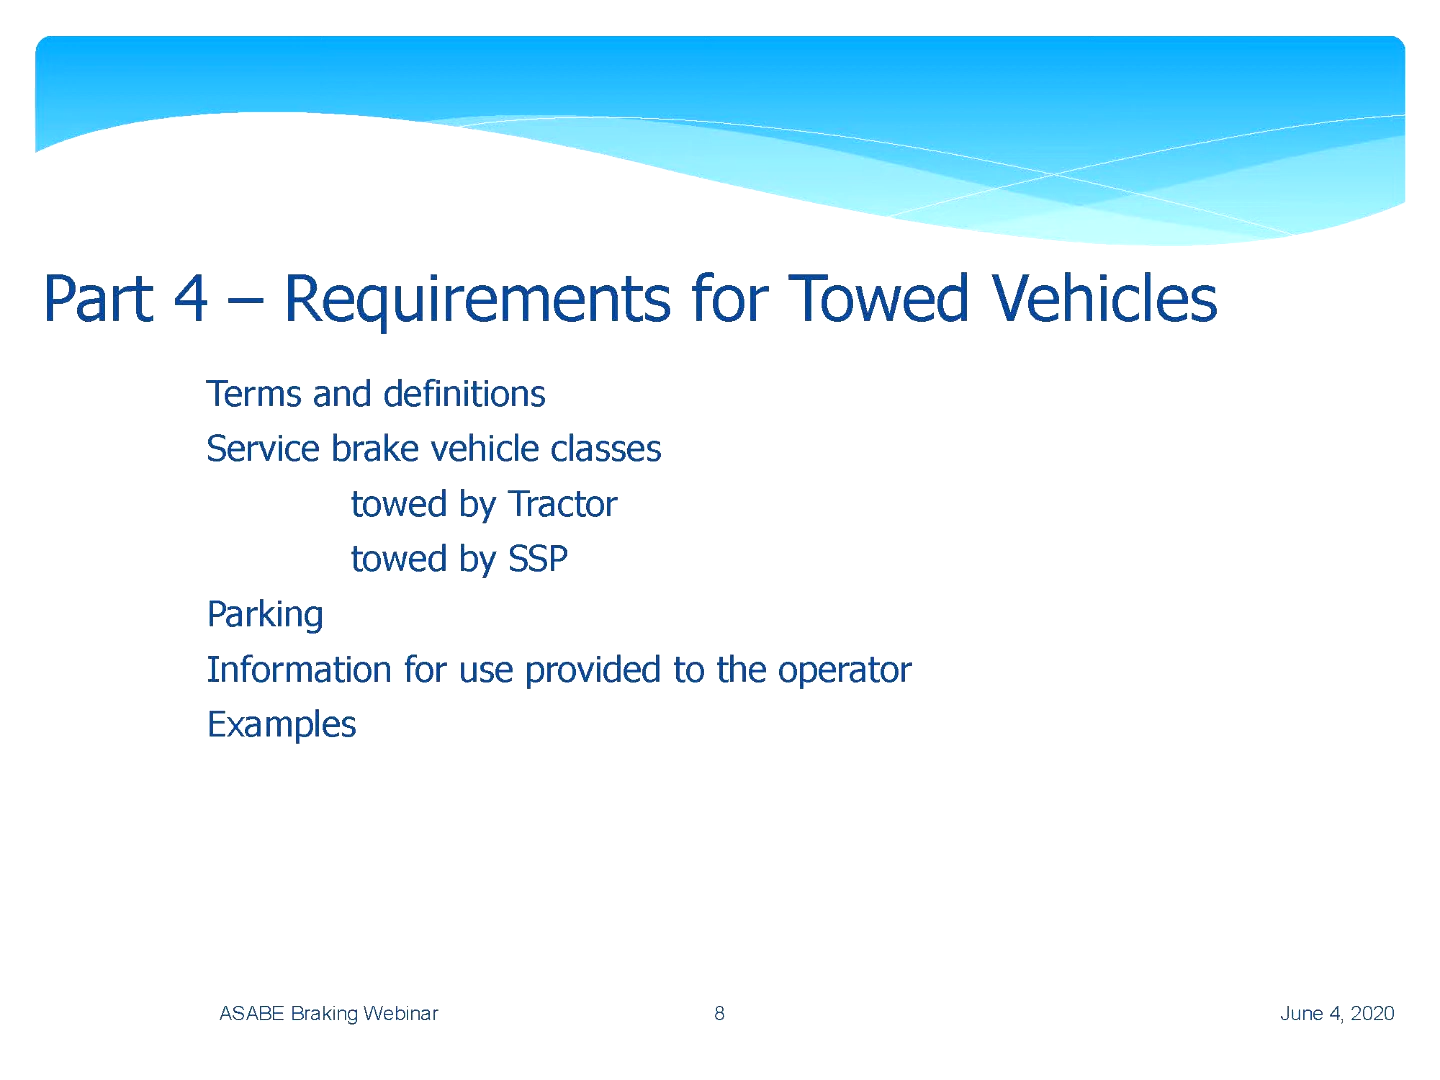 Part 4 – Requirements for Towed Vehicles
Terms and definitions
Service brake vehicle classes
towed by Tractor
towed by SSP
Parking
Information for use provided to the operator
Examples
ASABE Braking Webinar
8
June 4, 2020